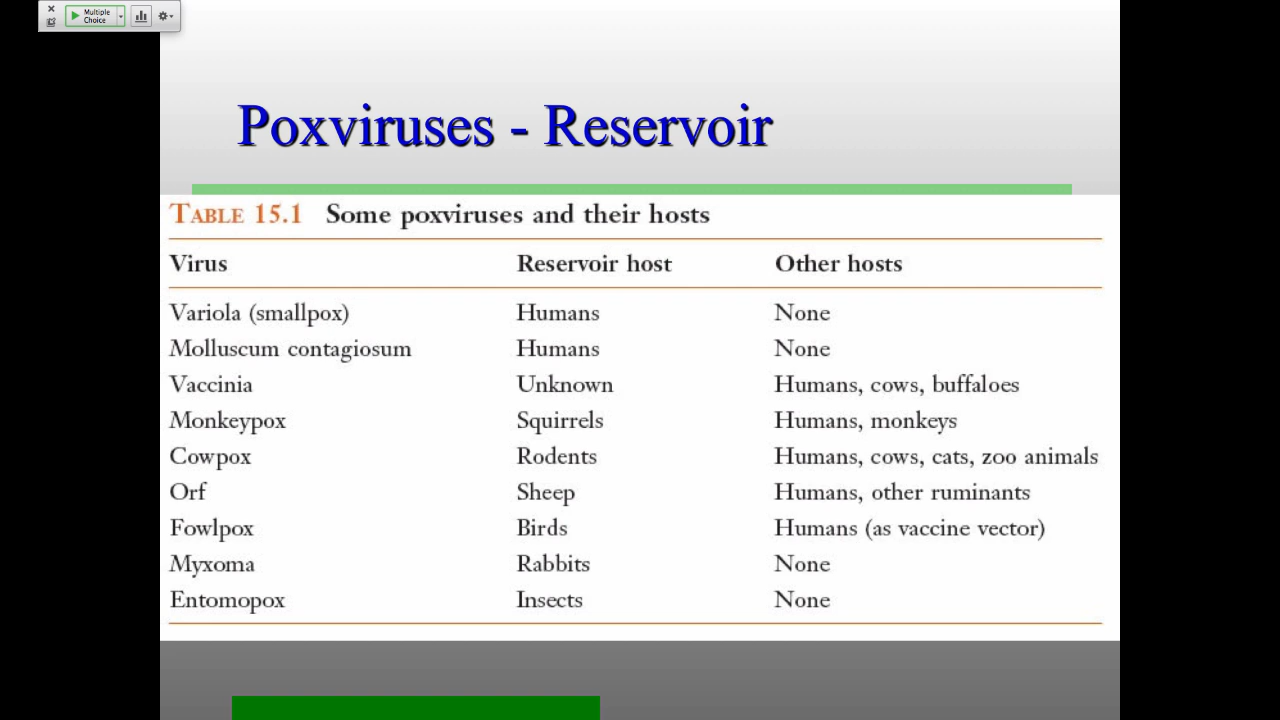 Multiple
Choice
Poxviruses - Reservoir
TABLE 15.1 Some poxviruses and their hosts
Virus Reservoir host Other hosts
Variola (smallpox) Humans None
Molluscum contagiosum Humans None
Vaccinia Unknown Humans, cows, buffaloes
Monkeypox Squirrels Humans, monkeys
Cowpox Rodents Humans, cows, cats, zoo animals
Orf Sheep Humans, other ruminants
Fowlpox Birds Humans (as vaccine vector)
Myxoma Rabbits None
Entomopox Insects None